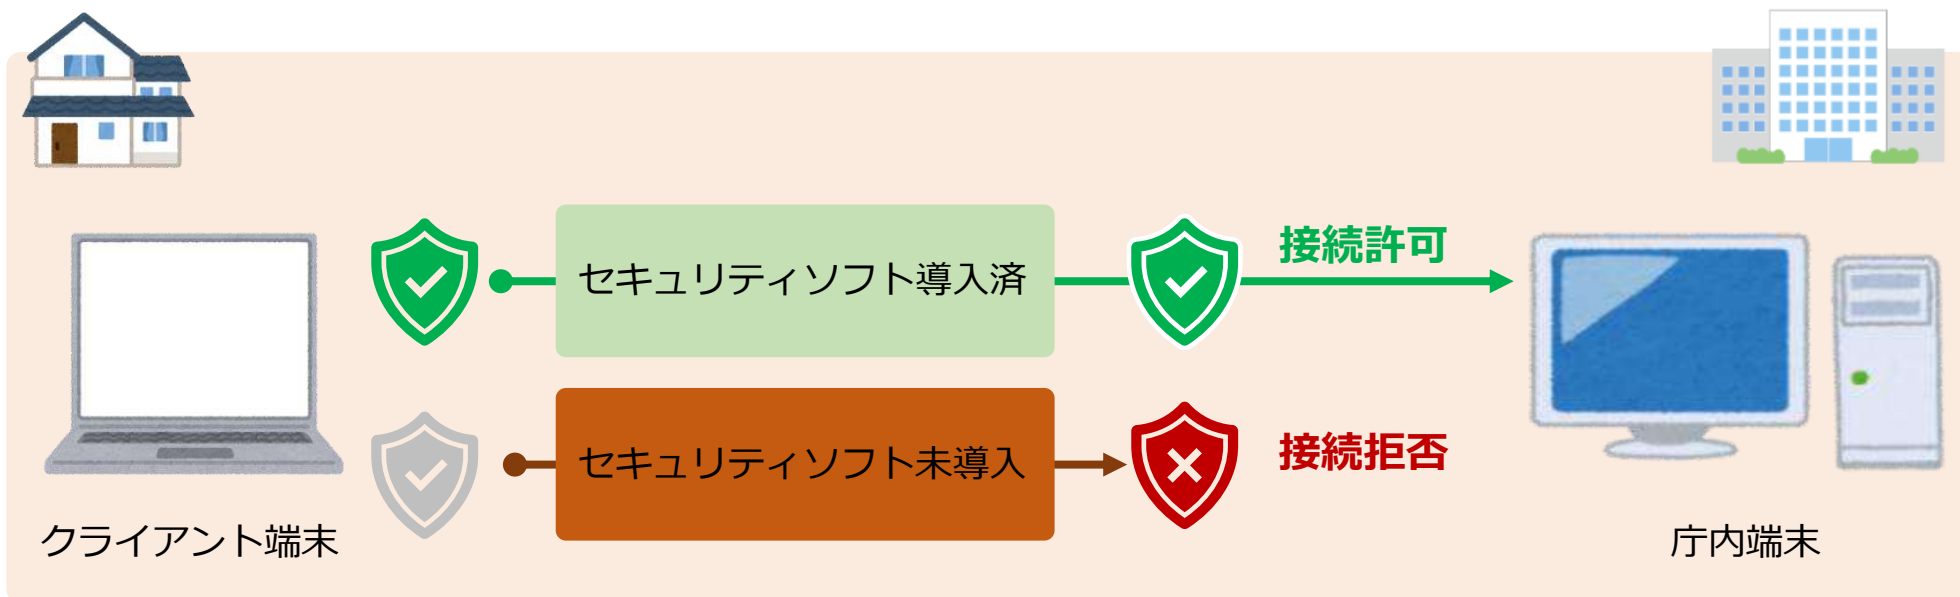 セキュリティソフト導入済
接続許可
セキュリティソフト未導入
接続拒否
クライアント端末
庁内端末